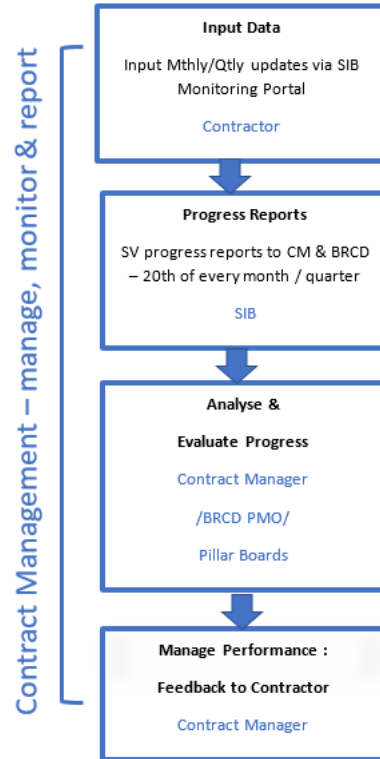 Contract Management – manage, monitor & report
Input Data
Input Mthly/Qtly updates via SIB
Monitoring Portal
Contractor
Progress Reports
SV progress reports to CM & BRCD
– 20th of every month / quarter
SIB
Analyse &
Evaluate Progress
Contract Manager
/BRCD PMO/
Pillar Boards
Manage Performance :
Feedback to Contractor
Contract Manager